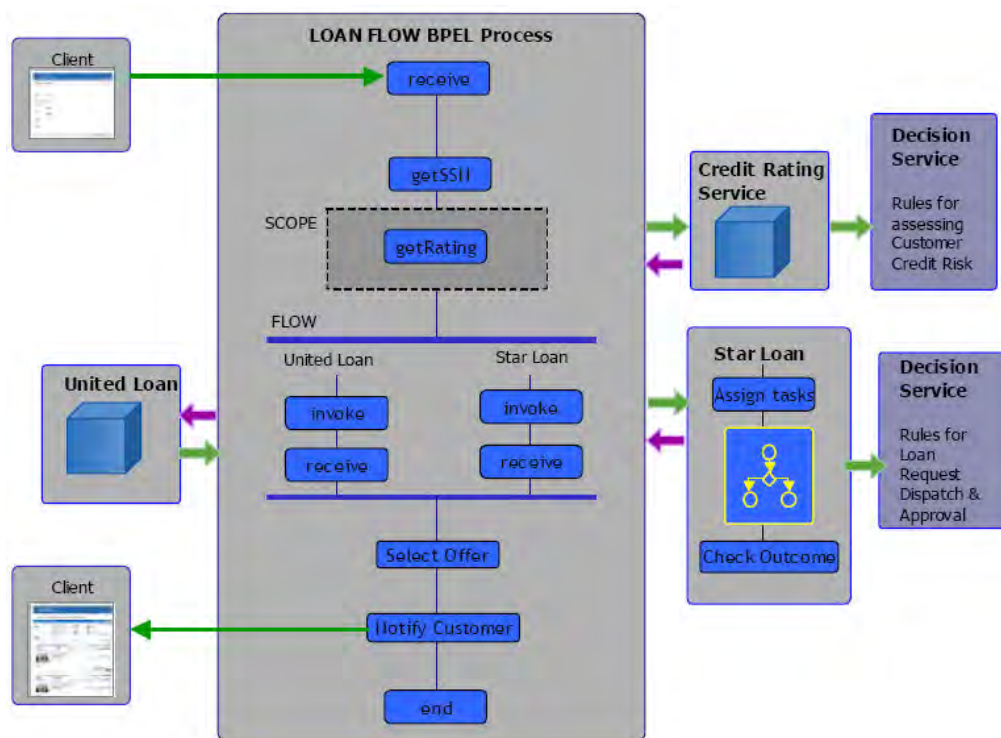 LOAN FLOW BPEL Process
Client
receive
getSSN
SCOPE
getRating
Credit Rating
Service
Decision
Service
Rules for
assessing
Customer
Credit Risk
FLOW
United Loan
Star Loan
invoke
receive
invoke
receive
United Loan
Star Loan
Assign tasks
Check Outcome
Decision
Service
Rules for
Loan
Request
Dispatch &
Approval
Select Offer
Client
Notify Customer
end